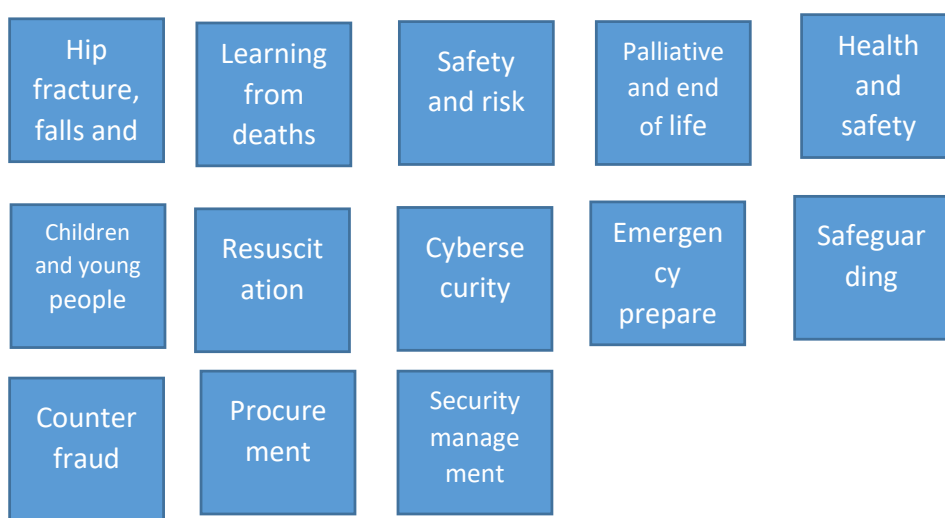 Hip
fracture,
falls and
Learning
from
deaths
Safety
and risk
Palliative
and end
of life
Health
and
safety
Children
and young
people
Resuscit
ation
Cyberse
curity
Emergen
cy
prepare
Safeguar
ding
Counter
fraud
Procure
ment
Security
manage
ment